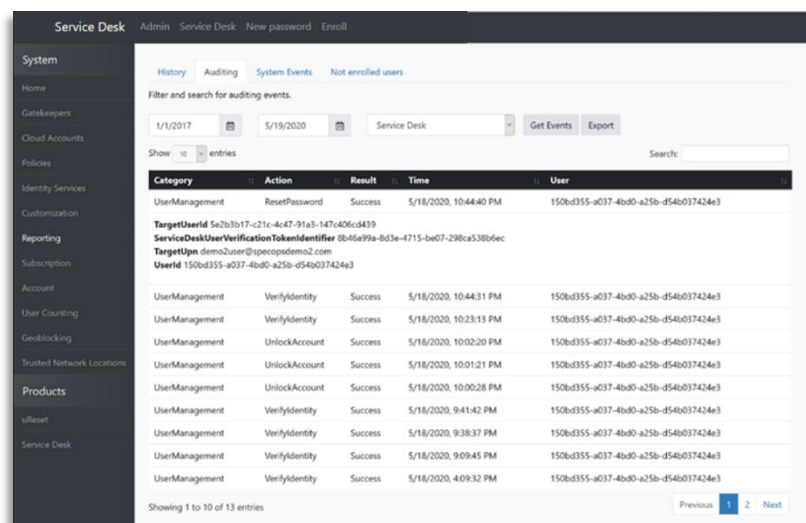 Service Desk Admin Service Desk New password Enroll
System
Home
Gatekeepers
Cloud Accounts
Policies
Identity Services
Customization
Reporting
Subscription
Account
User Counting
Geoblocking
Trusted Network Locations
Products
uReset
Service Desk
History Auditing System Events Not enrolled users
Filter and search for auditing events.
1/1/2017 5/19/2020 Service Desk Get Events Export
Show 10 entries Search:
Category Action Result Time User
UserManagement ResetPassword Success 5/18/2020, 10:44:40 PM 150bd355-a037-4bd0-a25b-d54b037424e3
TargetUserId 5e2b3b17-c21c-4c47-91a3-147c406cd439
ServiceDeskUserVerificationTokenIdentifier 8b46a99a-8d3e-4715-be07-298ca538b6ec
TargetUpn demo2user@specopsdemo2.com
UserId 150bd355-a037-4bd0-a25b-d54b037424e3
UserManagement VerifyIdentity Success 5/18/2020, 10:44:31 PM 150bd355-a037-4bd0-a25b-d54b037424e3
UserManagement VerifyIdentity Success 5/18/2020, 10:23:13 PM 150bd355-a037-4bd0-a25b-d54b037424e3
UserManagement UnlockAccount Success 5/18/2020, 10:02:20 PM 150bd355-a037-4bd0-a25b-d54b037424e3
UserManagement UnlockAccount Success 5/18/2020, 10:01:21 PM 150bd355-a037-4bd0-a25b-d54b037424e3
UserManagement UnlockAccount Success 5/18/2020, 10:00:28 PM 150bd355-a037-4bd0-a25b-d54b037424e3
UserManagement VerifyIdentity Success 5/18/2020, 9:41:42 PM 150bd355-a037-4bd0-a25b-d54b037424e3
UserManagement VerifyIdentity Success 5/18/2020, 9:38:37 PM 150bd355-a037-4bd0-a25b-d54b037424e3
UserManagement VerifyIdentity Success 5/18/2020, 9:09:45 PM 150bd355-a037-4bd0-a25b-d54b037424e3
UserManagement VerifyIdentity Success 5/18/2020, 4:09:32 PM 150bd355-a037-4bd0-a25b-d54b037424e3
Showing 1 to 10 of 13 entries Previous 1 2 Next